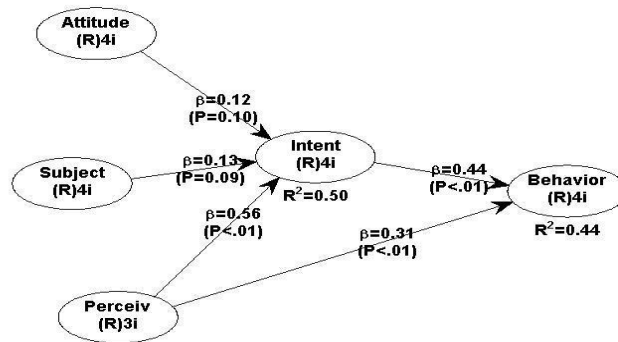 Attitude
(R)4i
β=0.12
(P=0.10)
Intent
(R)4i
R²=0.50
Subject
(R)4i
β=0.13
(P=0.09)
β=0.44
(P<.01)
Behavior
(R)4i
R²=0.44
β=0.56
(P<.01)
β=0.31
(P<.01)
Perceiv
(R)3i